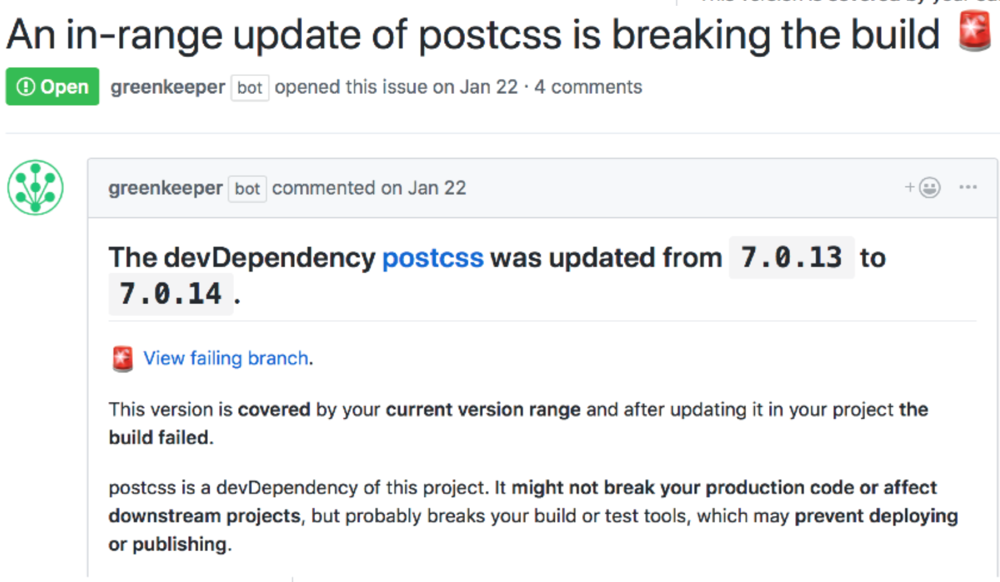 An in-range update of postcss is breaking the build 🚨
Open greenkeeper bot opened this issue on Jan 22 · 4 comments
greenkeeper bot commented on Jan 22
The devDependency postcss was updated from 7.0.13 to
7.0.14 .
🚨 View failing branch.
This version is covered by your current version range and after updating it in your project the
build failed.
postcss is a devDependency of this project. It might not break your production code or affect
downstream projects, but probably breaks your build or test tools, which may prevent deploying
or publishing.